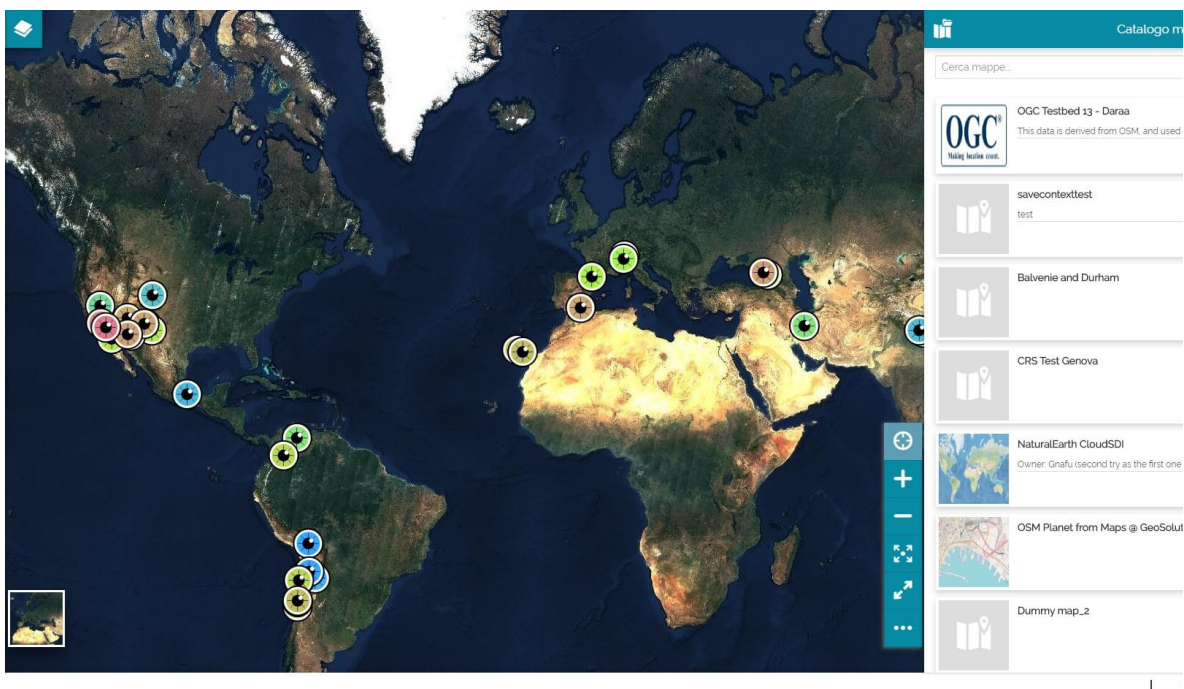 Catalogo m
Cerca mappe...
OGC Testbed 13 - Daraa
This data is derived from OSM, and used
OGC®
Making location count.
savecontexttest
test
Balvenie and Durham
CRS Test Genova
NaturalEarth CloudSDI
Owner: Gnafu (second try as the first one
OSM Planet from Maps @ GeoSolut
Dummy map_2